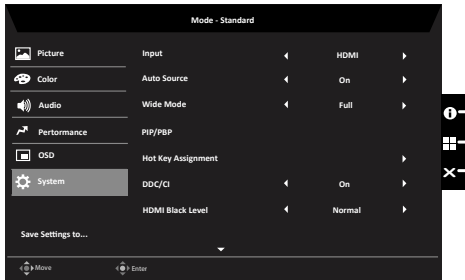 Mode - Standard
Picture
Input HDMI
Color
Auto Source On
Audio
Wide Mode Full
Pertormance
PIP/PBP
OSD
Hot Key Assignment
System
DDC/CI On
HDMI Black Level Normal
Save Settings to...
Move Enter